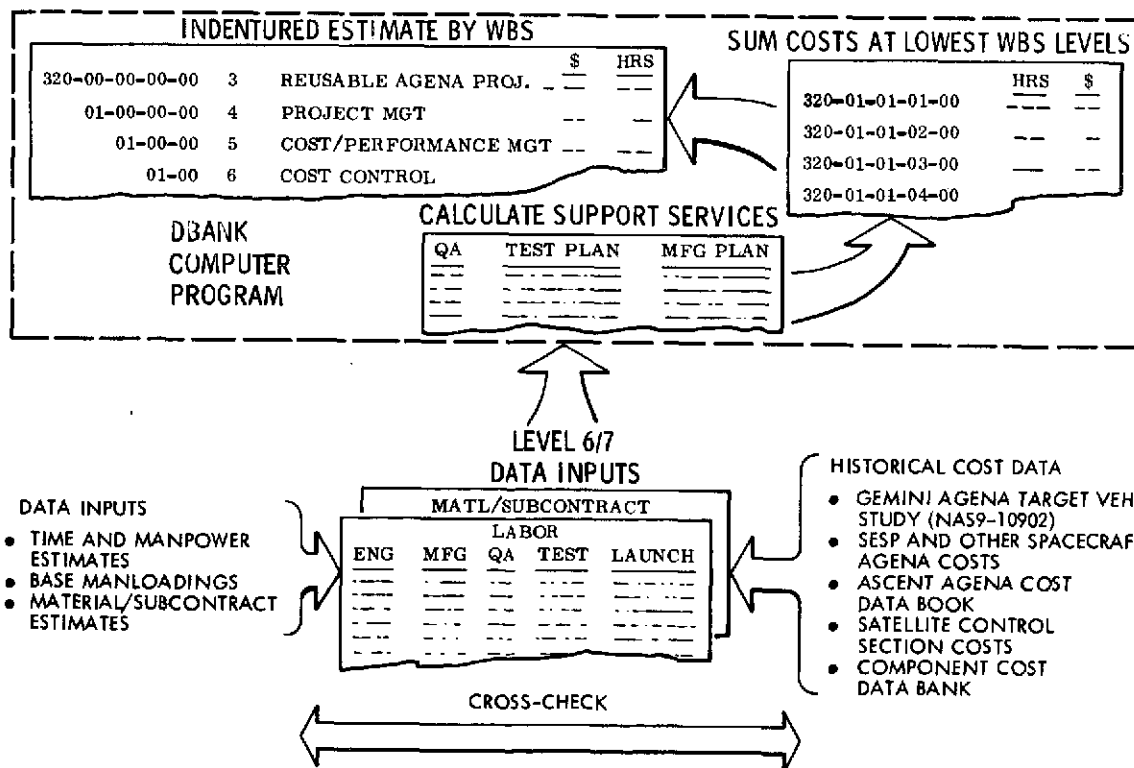 INDENTURED ESTIMATE BY WBS
$ HRS
320-00-00-00-00 3 REUSABLE AGENA PROJ.
01-00-00-00 4 PROJECT MGT
01-00-00 5 COST/PERFORMANCE MGT
01-00 6 COST CONTROL
SUM COSTS AT LOWEST WBS LEVELS
HRS $
320-01-01-01-00
320-01-01-02-00
320-01-01-03-00
320-01-01-04-00
DBANK
COMPUTER
PROGRAM
CALCULATE SUPPORT SERVICES
QA TEST PLAN MFG PLAN
LEVEL 6/7
DATA INPUTS
DATA INPUTS
• TIME AND MANPOWER
ESTIMATES
• BASE MANLOADINGS
• MATERIAL/SUBCONTRACT
ESTIMATES
MATL/SUBCONTRACT
LABOR
ENG MFG QA TEST LAUNCH
HISTORICAL COST DATA
• GEMINI AGENA TARGET VEH
STUDY (NAS9-10902)
• SESP AND OTHER SPACECRAF
AGENA COSTS
• ASCENT AGENA COST
DATA BOOK
• SATELLITE CONTROL
SECTION COSTS
• COMPONENT COST
DATA BANK
CROSS-CHECK